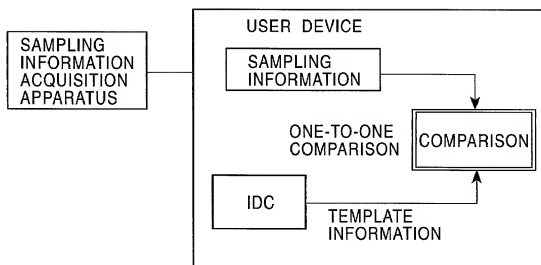 USER DEVICE
SAMPLING
INFORMATION
ACQUISITION
APPARATUS
SAMPLING
INFORMATION
ONE-TO-ONE
COMPARISON
COMPARISON
IDC
TEMPLATE
INFORMATION